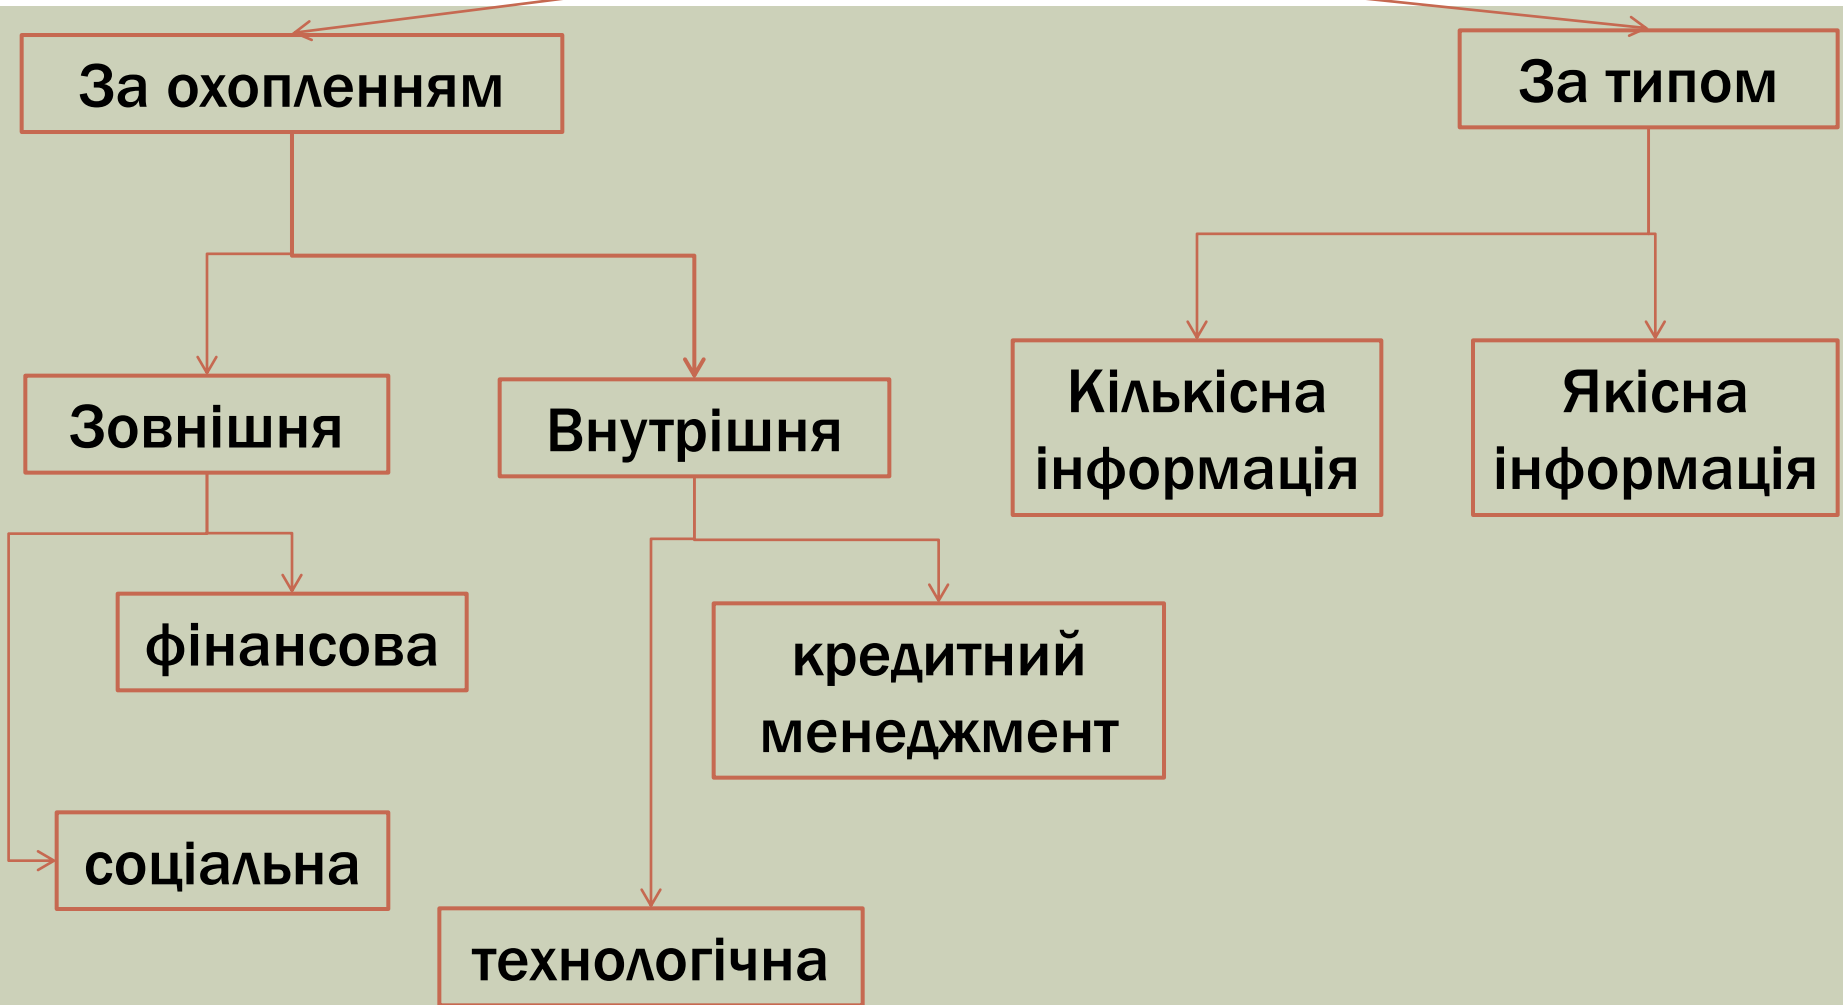 За охопленням
За типом
Зовнішня
Внутрішня
Кількісна
інформація
Якісна
інформація
фінансова
кредитний
менеджмент
соціальна
технологічна